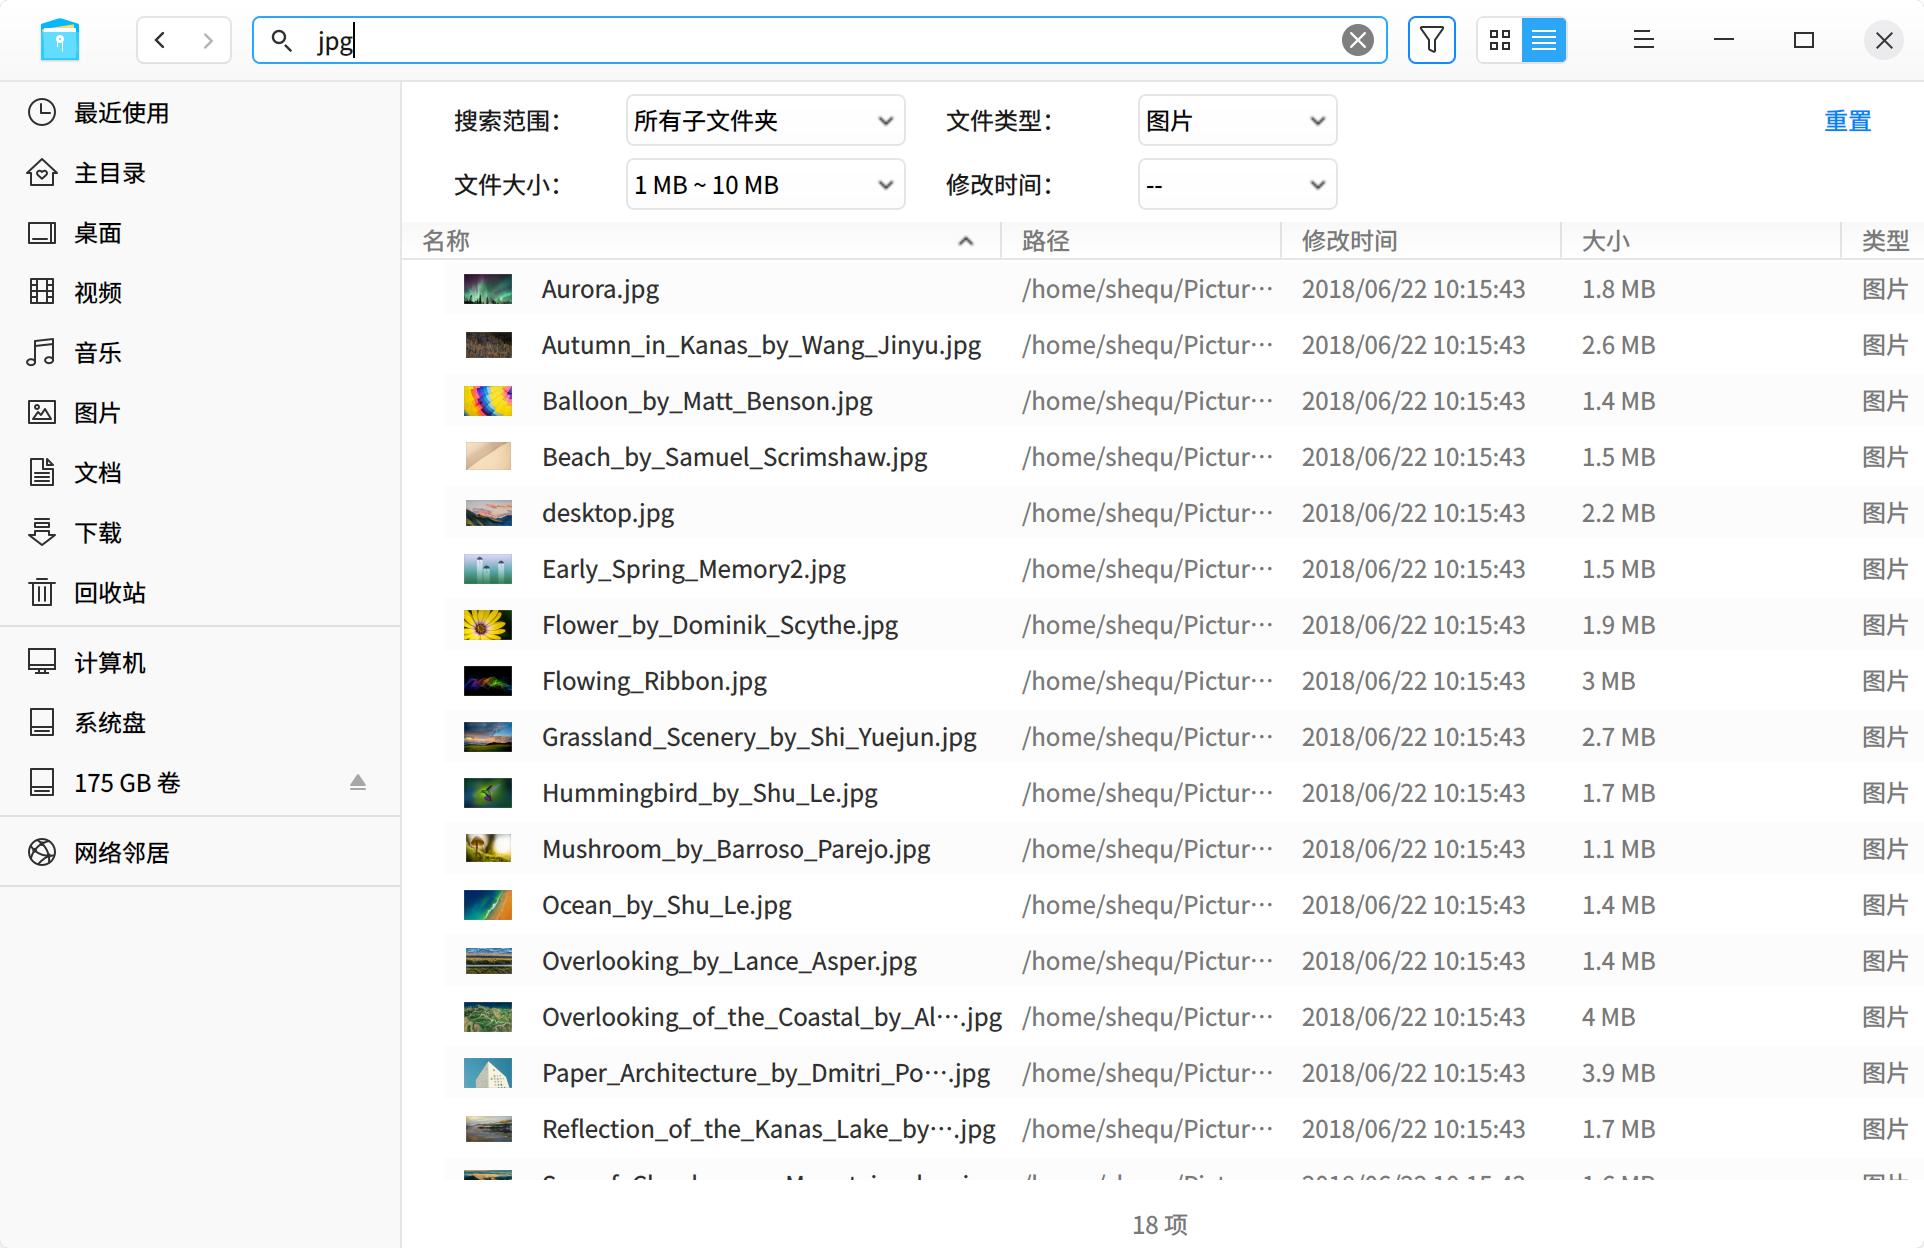 jpg
最近使用
主目录
桌面
视频
音乐
图片
文档
下载
回收站
计算机
系统盘
175 GB 卷
网络邻居
搜索范围： 所有子文件夹 文件类型： 图片 重置
文件大小： 1 MB ~ 10 MB 修改时间： --
名称 路径 修改时间 大小 类型
Aurora.jpg /home/shequ/Pictur··· 2018/06/22 10:15:43 1.8 MB 图片
Autumn_in_Kanas_by_Wang_Jinyu.jpg /home/shequ/Pictur··· 2018/06/22 10:15:43 2.6 MB 图片
Balloon_by_Matt_Benson.jpg /home/shequ/Pictur··· 2018/06/22 10:15:43 1.4 MB 图片
Beach_by_Samuel_Scrimshaw.jpg /home/shequ/Pictur··· 2018/06/22 10:15:43 1.5 MB 图片
desktop.jpg /home/shequ/Pictur··· 2018/06/22 10:15:43 2.2 MB 图片
Early_Spring_Memory2.jpg /home/shequ/Pictur··· 2018/06/22 10:15:43 1.5 MB 图片
Flower_by_Dominik_Scythe.jpg /home/shequ/Pictur··· 2018/06/22 10:15:43 1.9 MB 图片
Flowing_Ribbon.jpg /home/shequ/Pictur··· 2018/06/22 10:15:43 3 MB 图片
Grassland_Scenery_by_Shi_Yuejun.jpg /home/shequ/Pictur··· 2018/06/22 10:15:43 2.7 MB 图片
Hummingbird_by_Shu_Le.jpg /home/shequ/Pictur··· 2018/06/22 10:15:43 1.7 MB 图片
Mushroom_by_Barroso_Parejo.jpg /home/shequ/Pictur··· 2018/06/22 10:15:43 1.1 MB 图片
Ocean_by_Shu_Le.jpg /home/shequ/Pictur··· 2018/06/22 10:15:43 1.4 MB 图片
Overlooking_by_Lance_Asper.jpg /home/shequ/Pictur··· 2018/06/22 10:15:43 1.4 MB 图片
Overlooking_of_the_Coastal_by_Al···.jpg /home/shequ/Pictur··· 2018/06/22 10:15:43 4 MB 图片
Paper_Architecture_by_Dmitri_Po···.jpg /home/shequ/Pictur··· 2018/06/22 10:15:43 3.9 MB 图片
Reflection_of_the_Kanas_Lake_by···.jpg /home/shequ/Pictur··· 2018/06/22 10:15:43 1.7 MB 图片
18 项